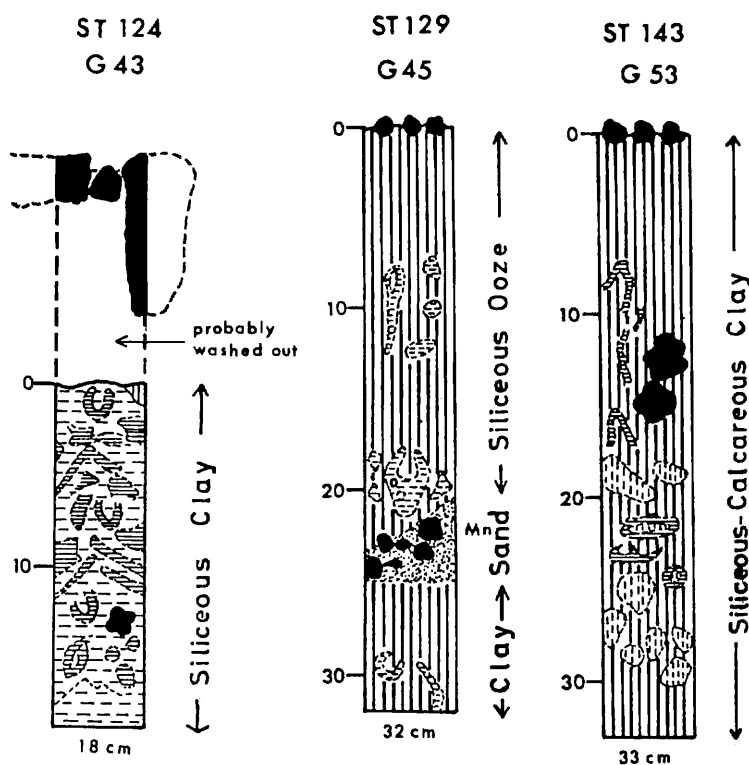 ST 124
G 43
probably
washed out
0
10
Siliceous Clay
18 cm
ST 129
G 45
0
10
20
30
Mn
Siliceous Ooze
Sand
Clay
32 cm
ST 143
G 53
0
10
20
30
Siliceous-Calcareous Clay
33 cm